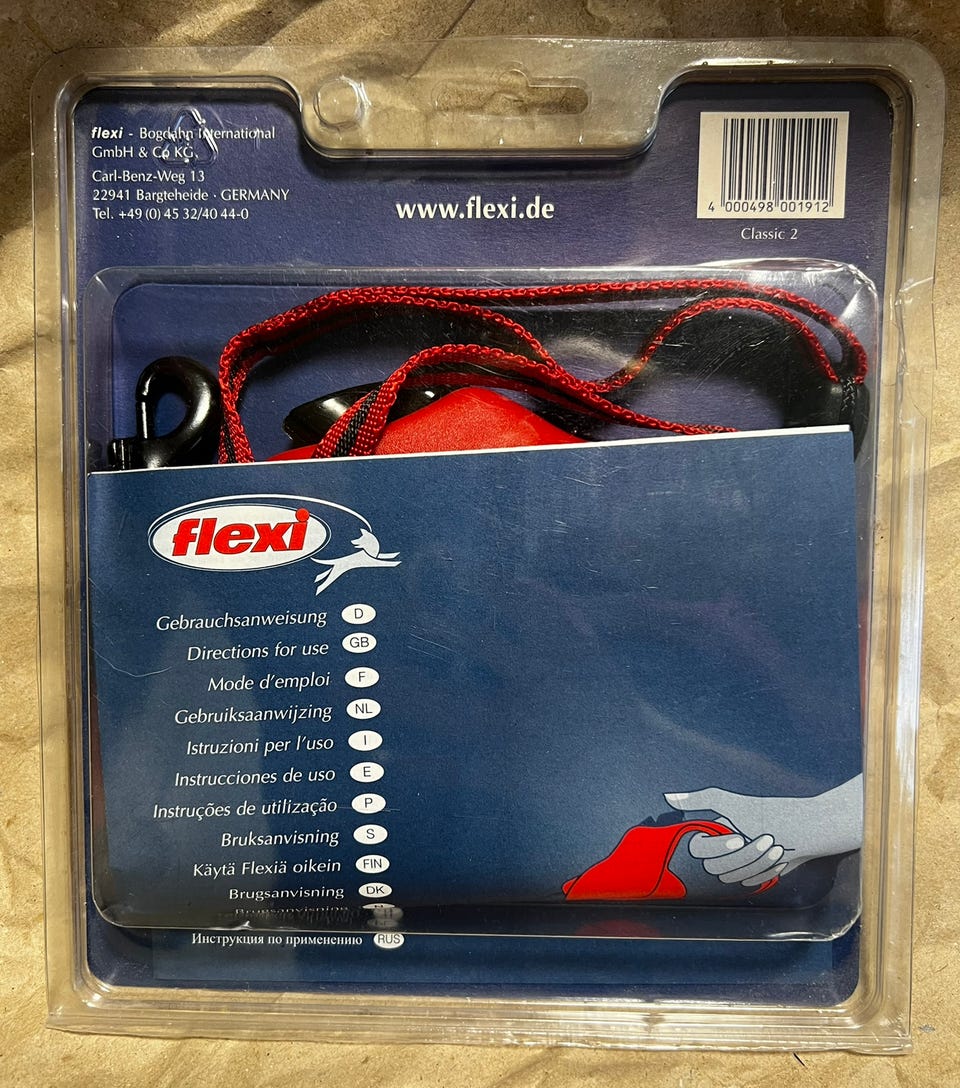 flexi - Bogdahn International
GmbH & Co KG
Carl-Benz-Weg 13
22941 Bargteheide · GERMANY
Tel. +49 (0) 45 32/40 44-0
www.flexi.de
4 000498 001912
Classic 2
flexi
Gebrauchsanweisung D
Directions for use GB
Mode d'emploi F
Gebruiksaanwijzing NL
Istruzioni per l'uso I
Instrucciones de uso E
Instruções de utilização P
Bruksanvisning S
Käytä Flexiä oikein FIN
Brugsanvisning DK
Инструкция по применению RUS